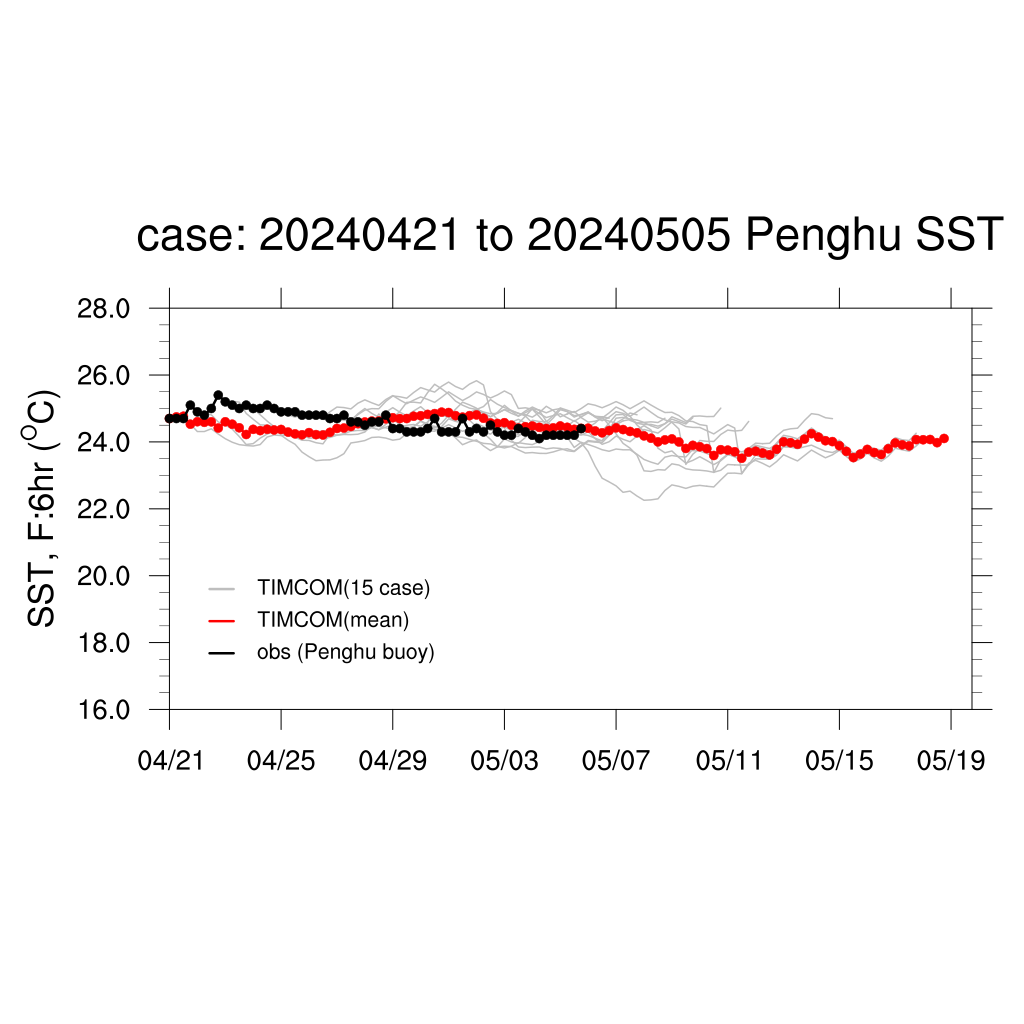 case: 20240421 to 20240505 Penghu SST
SST, F:6hr (°C)
28.0
26.0
24.0
22.0
20.0
18.0
16.0
TIMCOM(15 case)
TIMCOM(mean)
obs (Penghu buoy)
04/21 04/25 04/29 05/03 05/07 05/11 05/15 05/19